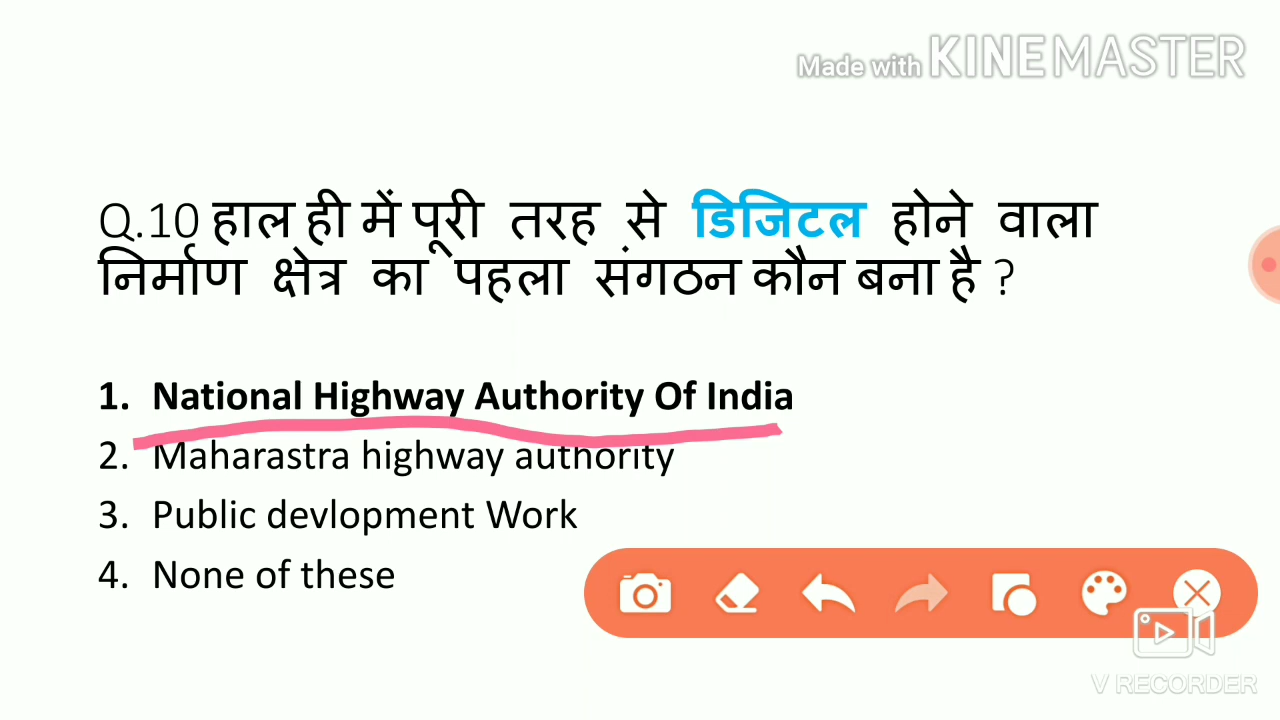 Made with KINEMASTER
Q.10 हाल ही में पूरी तरह से डिजिटल होने वाला
निर्माण क्षेत्र का पहला संगठन कौन बना है ?
1. National Highway Authority Of India
2. Maharastra highway authority
3. Public devlopment Work
4. None of these
V RECORDER